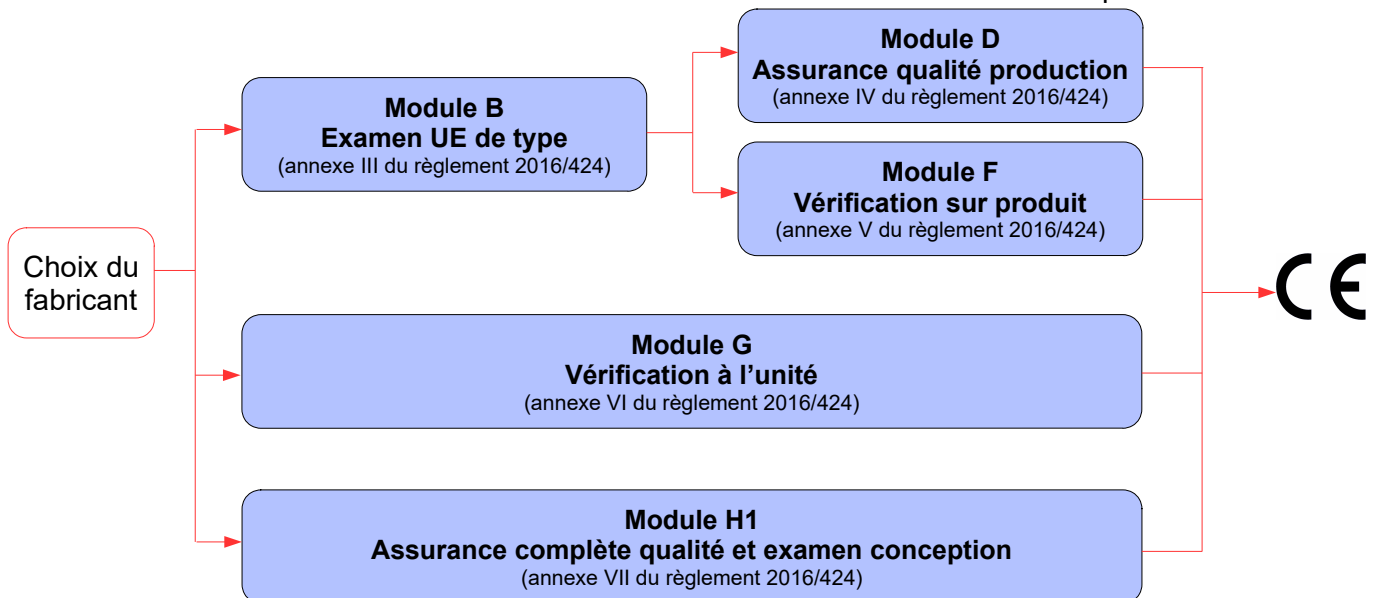 Choix du
fabricant
Module B
Examen UE de type
(annexe III du règlement 2016/424)
Module D
Assurance qualité production
(annexe IV du règlement 2016/424)
Module F
Vérification sur produit
(annexe V du règlement 2016/424)
Module G
Vérification à l’unité
(annexe VI du règlement 2016/424)
Module H1
Assurance complète qualité et examen conception
(annexe VII du règlement 2016/424)
CE